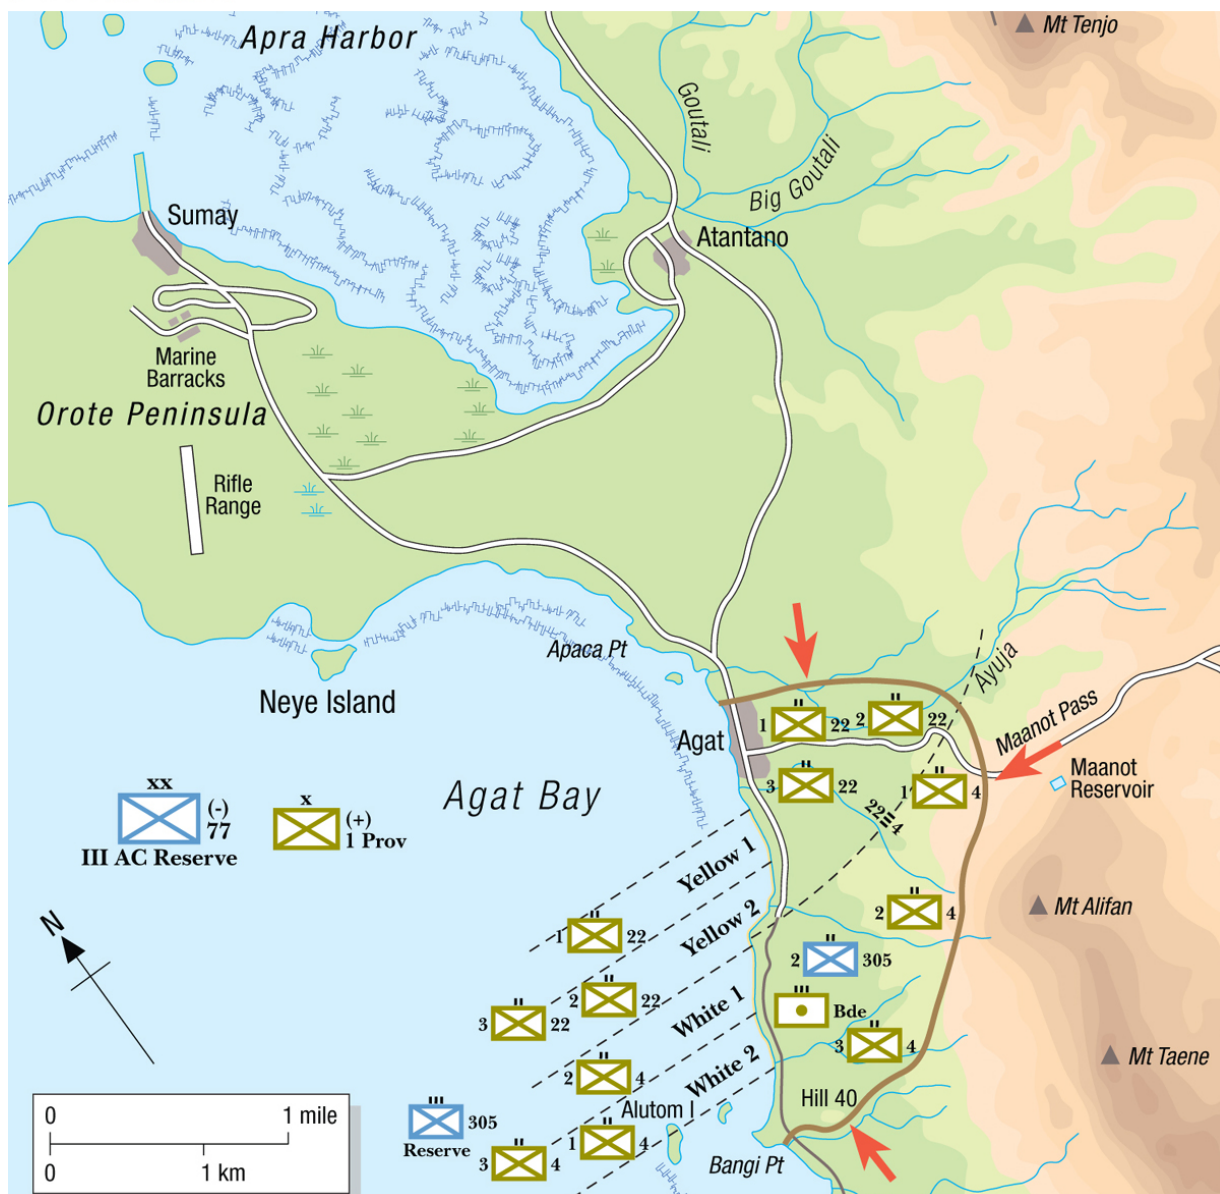 Apra Harbor
Mt Tenjo
Goutali
Big Goutali
Sumay
Atantano
Marine
Barracks
Orote Peninsula
Rifle
Range
Apaca Pt
Ayuja
Neye Island
Maanot Pass
1 22
2 22
Agat
Maanot
Reservoir
3 22
1 4
Agat Bay
xx
(-)
77
III AC Reserve
x
(+)
1 Prov
22
4
Yellow 1
Mt Alifan
2 4
Yellow 2
1 22
N
2 305
2 22
White 1
Bde
3 22
3 4
White 2
Mt Taene
2 4
Hill 40
0 1 mile
0 1 km
305
Reserve
Alutom I
1 4
3 4
Bangi Pt